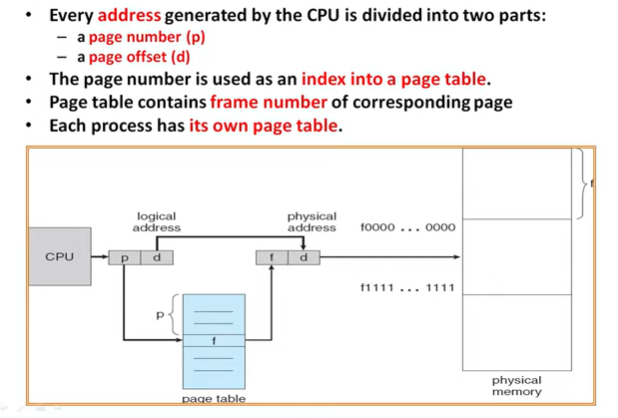 • Every address generated by the CPU is divided into two parts:
– a page number (p)
– a page offset (d)
• The page number is used as an index into a page table.
• Page table contains frame number of corresponding page
• Each process has its own page table.
logical
address
physical
address
f0000 ... 0000
f
CPU
p
d
f
d
f1111 ... 1111
p
f
page table
physical
memory